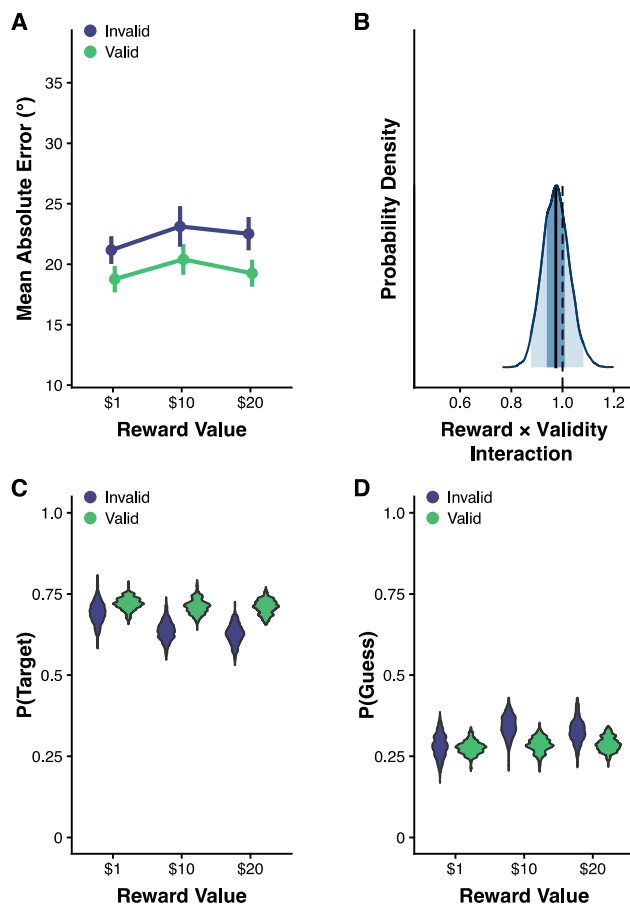 A
Invalid
Valid
Mean Absolute Error (°)
35
30
25
20
15
10
$1
$10
$20
Reward Value
B
Probability Density
0.6
0.8
1.0
1.2
Reward × Validity
Interaction
C
Invalid
Valid
P(Target)
1.0
0.75
0.5
0.25
0
$1
$10
$20
Reward Value
D
Invalid
Valid
P(Guess)
1.0
0.75
0.5
0.25
0
$1
$10
$20
Reward Value